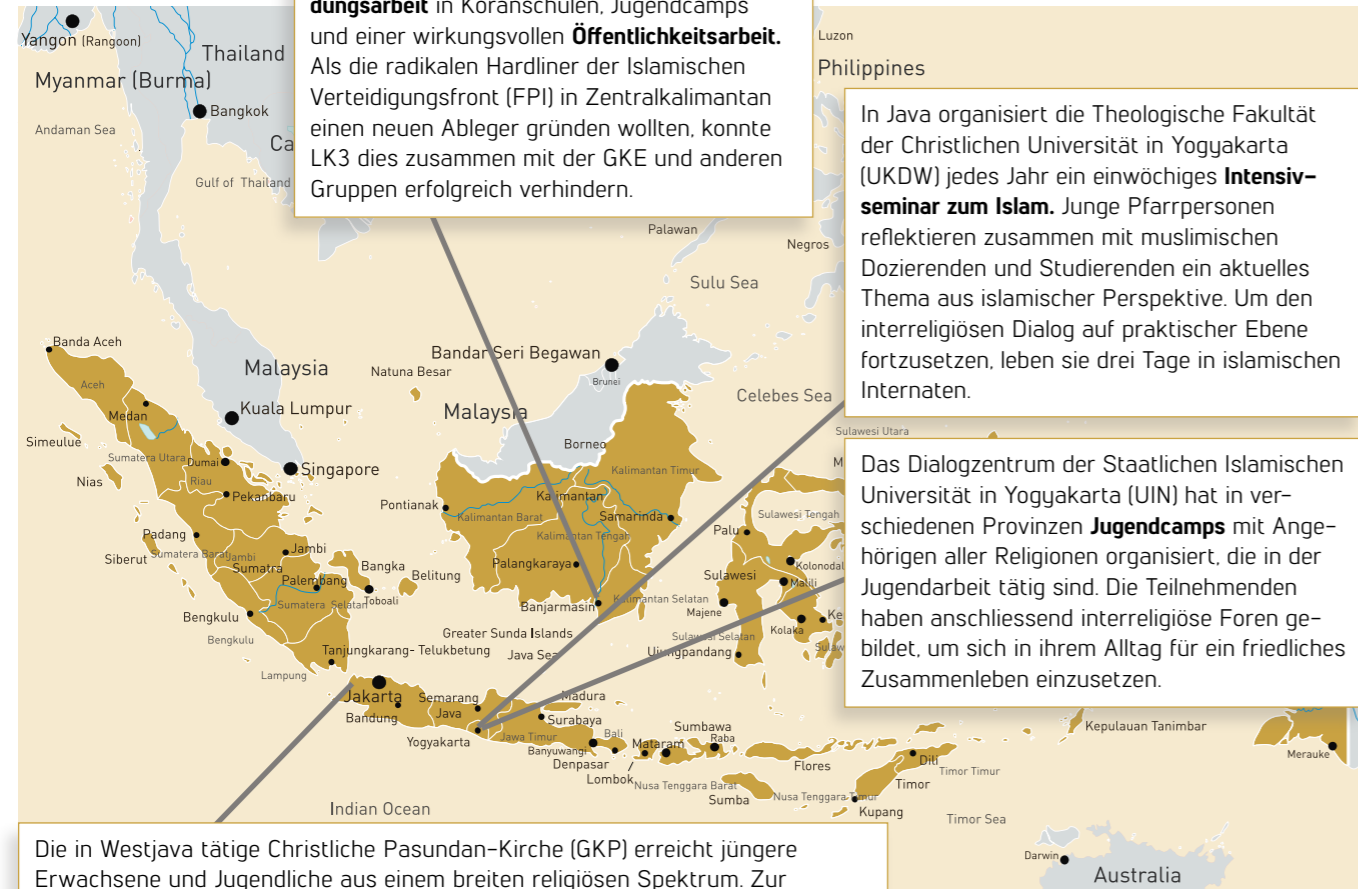 dungsarbeit in Koranschulen, Jugendcamps
und einer wirkungsvollen Öffentlichkeitsarbeit.
Als die radikalen Hardliner der Islamischen
Verteidigungsfront (FPI) in Zentralkalimantan
einen neuen Ableger gründen wollten, konnte
LK3 dies zusammen mit der GKE und anderen
Gruppen erfolgreich verhindern.
In Java organisiert die Theologische Fakultät
der Christlichen Universität in Yogyakarta
(UKDW) jedes Jahr ein einwöchiges Intensiv-
seminar zum Islam. Junge Pfarrpersonen
reflektieren zusammen mit muslimischen
Dozierenden und Studierenden ein aktuelles
Thema aus islamischer Perspektive. Um den
interreligiösen Dialog auf praktischer Ebene
fortzusetzen, leben sie drei Tage in islamischen
Internaten.
Das Dialogzentrum der Staatlichen Islamischen
Universität in Yogyakarta (UIN) hat in ver-
schiedenen Provinzen Jugendcamps mit Ange-
hörigen aller Religionen organisiert, die in der
Jugendarbeit tätig sind. Die Teilnehmenden
haben anschliessend interreligiöse Foren ge-
bildet, um sich in ihrem Alltag für ein friedliches
Zusammenleben einzusetzen.
Die in Westjava tätige Christliche Pasundan-Kirche (GKP) erreicht jüngere
Erwachsene und Jugendliche aus einem breiten religiösen Spektrum. Zur
Yangon (Rangoon)
Thailand
Myanmar (Burma)
Bangkok
Andaman Sea
Gulf of Thailand
Luzon
Philippines
Palawan
Negros
Sulu Sea
Banda Aceh
Aceh
Malaysia
Natuna Besar
Bandar Seri Begawan
Brunei
Celebes Sea
Medan
Kuala Lumpur
Malaysia
Simeulue
Sumatera Utara
Dumai
Riau
Singapore
Borneo
Kalimantan Timur
Sulawesi Utara
Nias
Pekanbaru
Pontianak
Kalimantan
Kalimantan Barat
Samarinda
Kalimantan Tengah
Sulawesi Tengah
Palu
Padang
Siberut
Sumatera Barat
Jambi
Jambi
Sumatra
Bangka
Belitung
Palangkaraya
Sulawesi
Kolonodal
Malili
Palembang
Sumatera Selatan
Toboali
Banjarmasin
Kalimantan Selatan
Majene
Kolaka
Bengkulu
Bengkulu
Greater Sunda Islands
Java Sea
Sulawesi Selatan
Ujungpandang
Tanjungkarang- Telukbetung
Lampung
Jakarta
Semarang
Madura
Bandung
Java
Surabaya
Yogyakarta
Jawa Timur
Bali
Sumbawa
Raba
Banyuwangi
Mataram
Denpasar
Lombok
Nusa Tenggara Barat
Flores
Sumba
Nusa Tenggara Timur
Dili
Timor Timur
Timor
Kupang
Kepulauan Tanimbar
Merauke
Indian Ocean
Timor Sea
Darwin
Australia